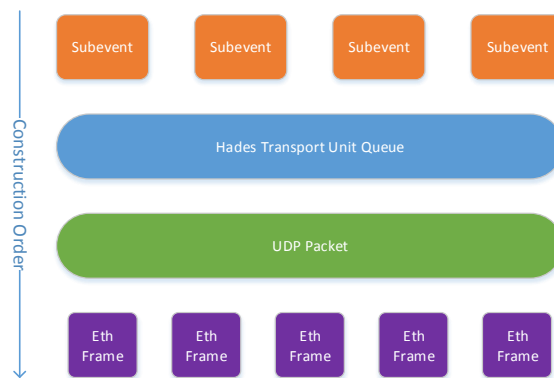 Subevent Subevent Subevent Subevent
Construction Order
Hades Transport Unit Queue
UDP Packet
Eth Eth Eth Eth Eth
Frame Frame Frame Frame Frame